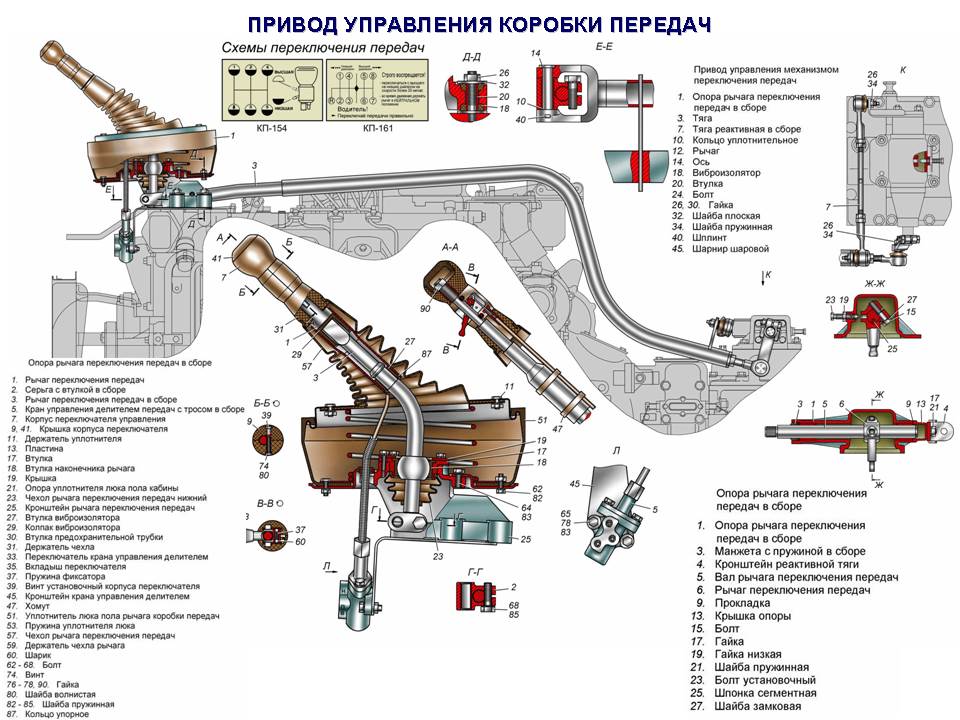 ПРИВОД УПРАВЛЕНИЯ КОРОБКИ ПЕРЕДАЧ
Схемы переключения передач
высшая
низшая
КП-154
Строго воспрещается!
Водитель!
Переключай передачи правильно
КП-161
Д-Д
26
32
20
18
Е-Е
14
10
40
Привод управления механизмом
переключения передач
1. Опора рычага переключения
передач в сборе
3. Тяга
7. Тяга реактивная в сборе
10. Кольцо уплотнительное
12. Рычаг
14. Ось
18. Виброизолятор
20. Втулка
24. Болт
26, 30. Гайка
32. Шайба плоская
34. Шайба пружинная
40. Шплинт
45. Шарнир шаровой
К
26
34
7
26
34
1
Д
3
Е
Е
Д
А
41
7
Б
Б
31
1
29
57
3
27
87
А-А
90
В
В
47
11
51
19
17
18
62
82
64
83
25
23
Г
Г
Л
К
Ж-Ж
23 19
27
15
25
Ж
3 1 5 6
9 13
17
21
4
Ж
Л
45
65
78
83
5
Г-Г
2
68
85
Б-Б
39
9
74
80
В-В
3
37
60
Опора рычага переключения передач в сборе
1. Рычаг переключения передач
2. Серьга с втулкой в сборе
3. Рычаг переключения передач в сборе
5. Кран управления делителем передач с тросом в сборе
7. Корпус переключателя управления
9, 41. Крышка корпуса переключателя
11. Держатель уплотнителя
13. Пластина
17. Втулка
18. Втулка наконечника рычага
19. Крышка
21. Опора уплотнителя люка пола кабины
23. Чехол рычага переключения передач нижний
25. Кронштейн рычага переключения передач
27. Втулка виброизолятора
29. Колпак виброизолятора
30. Втулка предохранительной трубки
31. Держатель чехла
33. Переключатель крана управления делителем
35. Вкладыш переключателя
37. Пружина фиксатора
39. Винт установочный корпуса переключателя
45. Кронштейн крана управления делителем
47. Хомут
51. Уплотнитель люка пола рычага коробки передач
53. Пружина уплотнителя люка
57. Чехол рычага переключения передач
59. Держатель чехла рычага
60. Шарик
62 - 68. Болт
74. Винт
76 - 78, 90. Гайка
80. Шайба волнистая
82 - 85. Шайба пружинная
87. Кольцо упорное
Опора рычага переключения
передач в сборе
1. Опора рычага переключения
передач в сборе
3. Манжета с пружиной в сборе
4. Кронштейн реактивной тяги
5. Вал рычага переключения передач
6. Рычаг переключения передач
9. Прокладка
13. Крышка опоры
15. Болт
17. Гайка
19. Гайка низкая
21. Шайба пружинная
23. Болт установочный
25. Шпонка сегментная
27. Шайба замковая